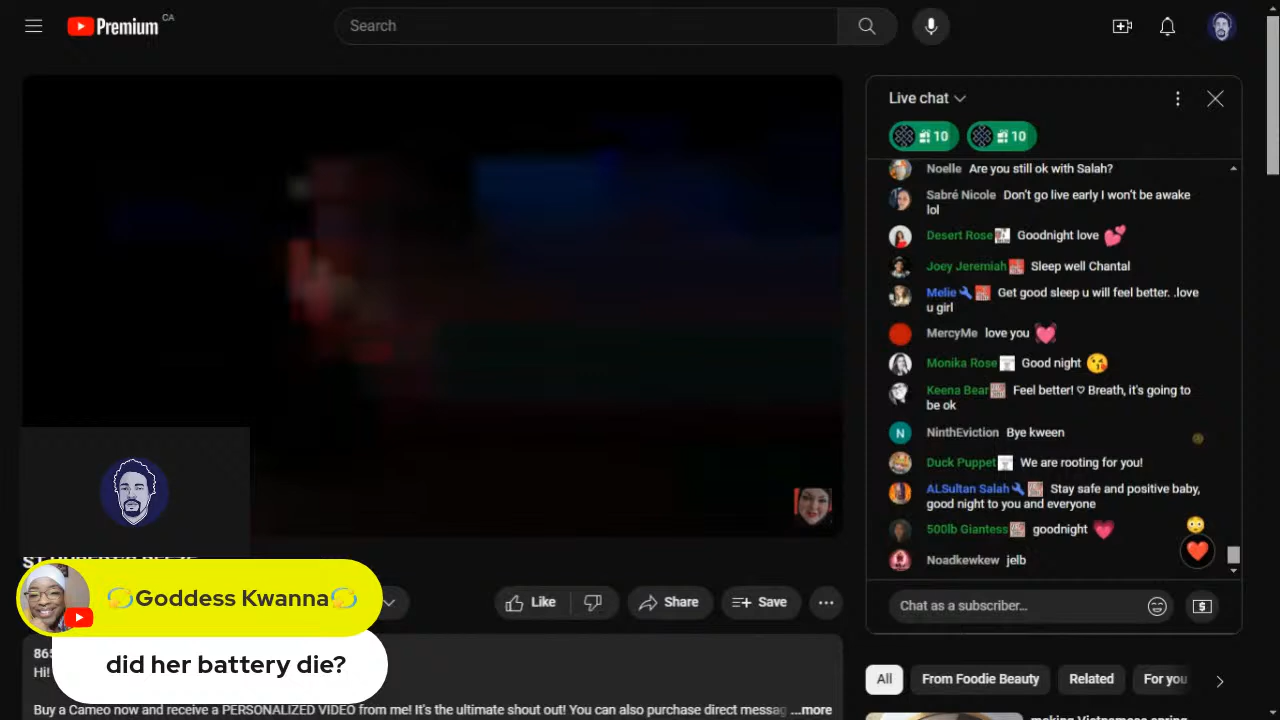 Premium CA
Search
Live chat
10 10
Noelle Are you still ok with Salah?
Sabré Nicole Don't go live early I won't be awake
lol
Desert Rose Goodnight love
Joey Jeremiah Sleep well Chantal
Melie Get good sleep u will feel better. .love
u girl
MercyMe love you
Monika Rose Good night
Keena Bear Feel better! ♡ Breath, it's going to
be ok
N NinthEviction Bye kween
Duck Puppet We are rooting for you!
ALSultan Salah Stay safe and positive baby,
good night to you and everyone
500lb Giantess goodnight
Noadkewkew jelb
Chat as a subscriber...
Like Share Save
Goddess Kwanna
did her battery die?
Hi!
Buy a Cameo now and receive a PERSONALIZED VIDEO from me! It's the ultimate shout out! You can also purchase direct messag ...more
All From Foodie Beauty Related For you
making Vietnamese spring